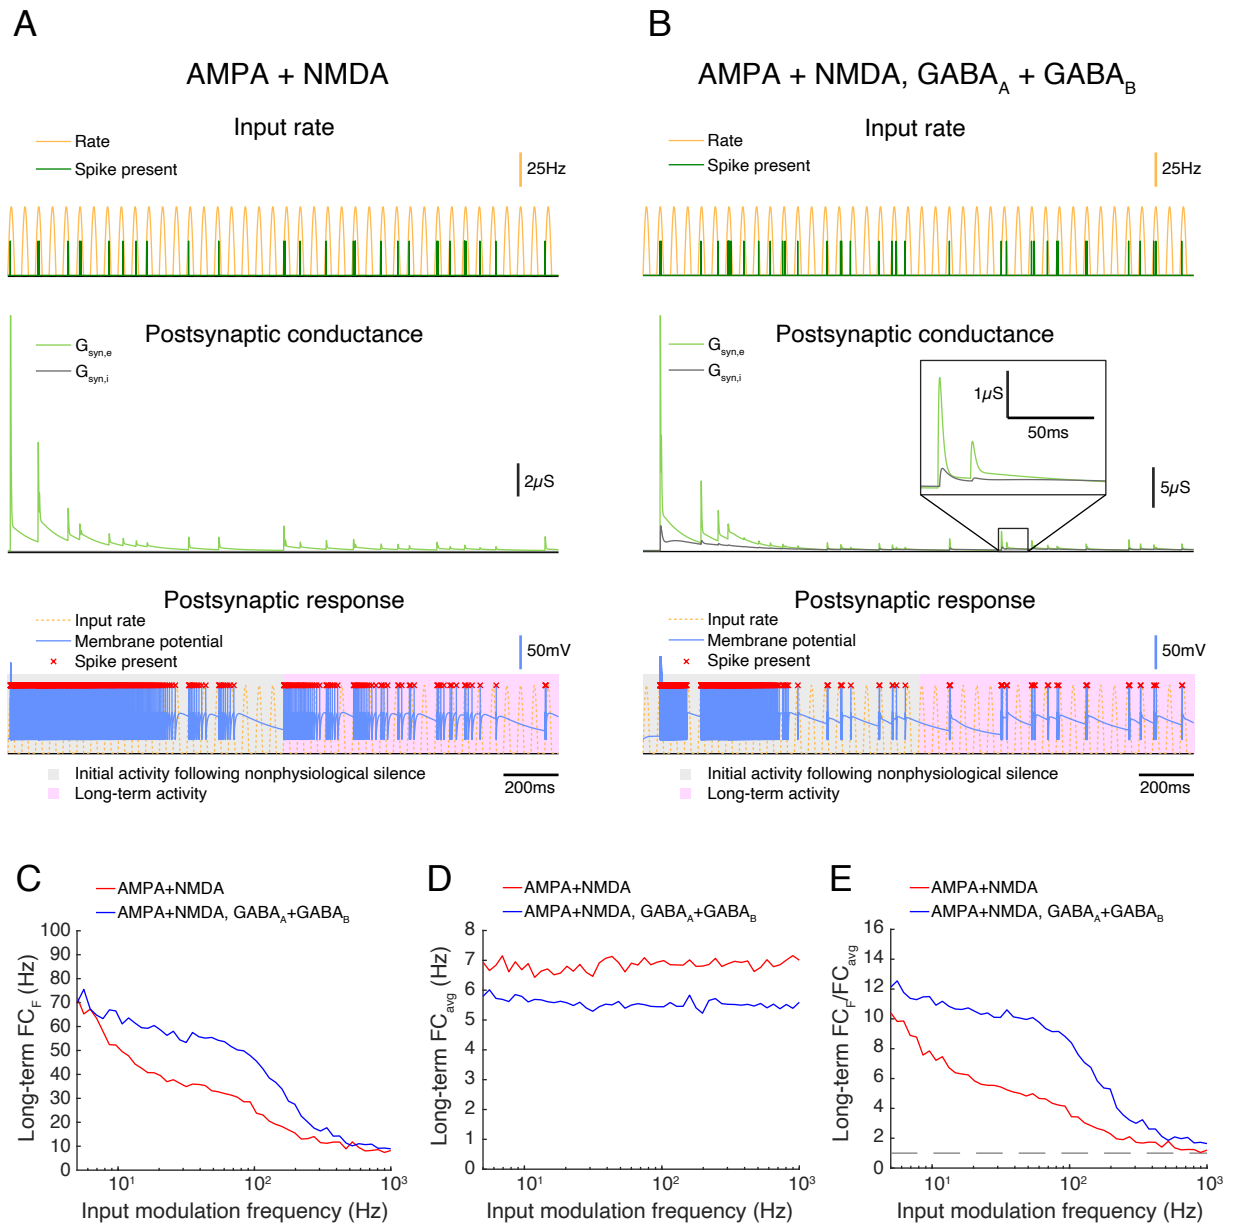 A
AMPA + NMDA
Input rate
Rate
Spike present
25Hz
Postsynaptic conductance
Gsyn,e
Gsyn,i
2µS
Postsynaptic response
Input rate
Membrane potential
Spike present
50mV
Initial activity following nonphysiological silence
Long-term activity
200ms
B
AMPA + NMDA, GABAA + GABAB
Input rate
Rate
Spike present
25Hz
Postsynaptic conductance
Gsyn,e
Gsyn,i
1µS
50ms
5µS
Postsynaptic response
Input rate
Membrane potential
Spike present
50mV
Initial activity following nonphysiological silence
Long-term activity
200ms
C
AMPA+NMDA
AMPA+NMDA, GABAA+GABAB
Long-term FCF (Hz)
100
90
80
70
60
50
40
30
20
10
0
10¹ 10² 10³
Input modulation frequency (Hz)
D
AMPA+NMDA
AMPA+NMDA, GABAA+GABAB
Long-term FCavg (Hz)
8
7
6
5
4
3
2
1
0
10¹ 10² 10³
Input modulation frequency (Hz)
E
AMPA+NMDA
AMPA+NMDA, GABAA+GABAB
Long-term FCF/FCavg
16
14
12
10
8
6
4
2
0
10¹ 10² 10³
Input modulation frequency (Hz)